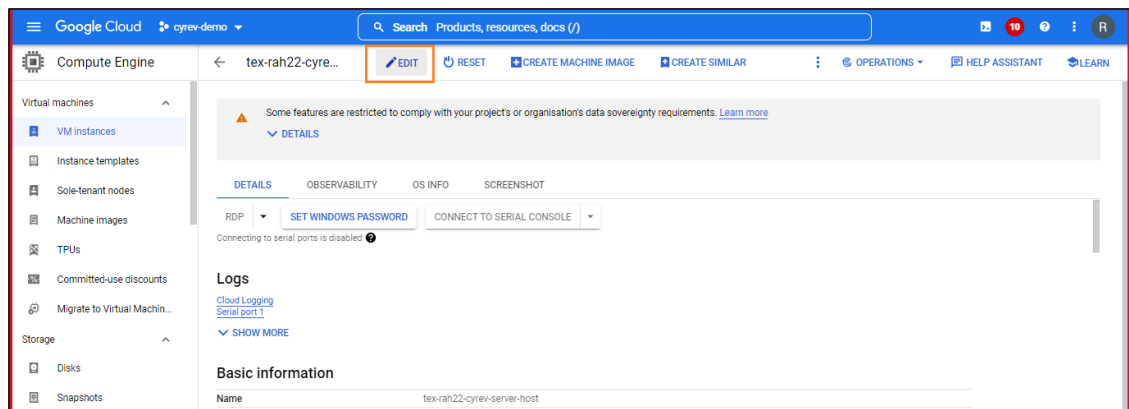 Google Cloud cyrev-demo Search Products, resources, docs (/) 10 R
Compute Engine tex-rah22-cyre... EDIT RESET CREATE MACHINE IMAGE CREATE SIMILAR OPERATIONS HELP ASSISTANT LEARN
Virtual machines
VM instances
Instance templates
Sole-tenant nodes
Machine images
TPUs
Committed-use discounts
Migrate to Virtual Machin...
Storage
Disks
Snapshots
Some features are restricted to comply with your project's or organisation's data sovereignty requirements. Learn more
DETAILS
DETAILS OBSERVABILITY OS INFO SCREENSHOT
RDP SET WINDOWS PASSWORD CONNECT TO SERIAL CONSOLE
Connecting to serial ports is disabled ?
Logs
Cloud Logging
Serial port 1
SHOW MORE
Basic information
Name tex-rah22-cyrev-server-host